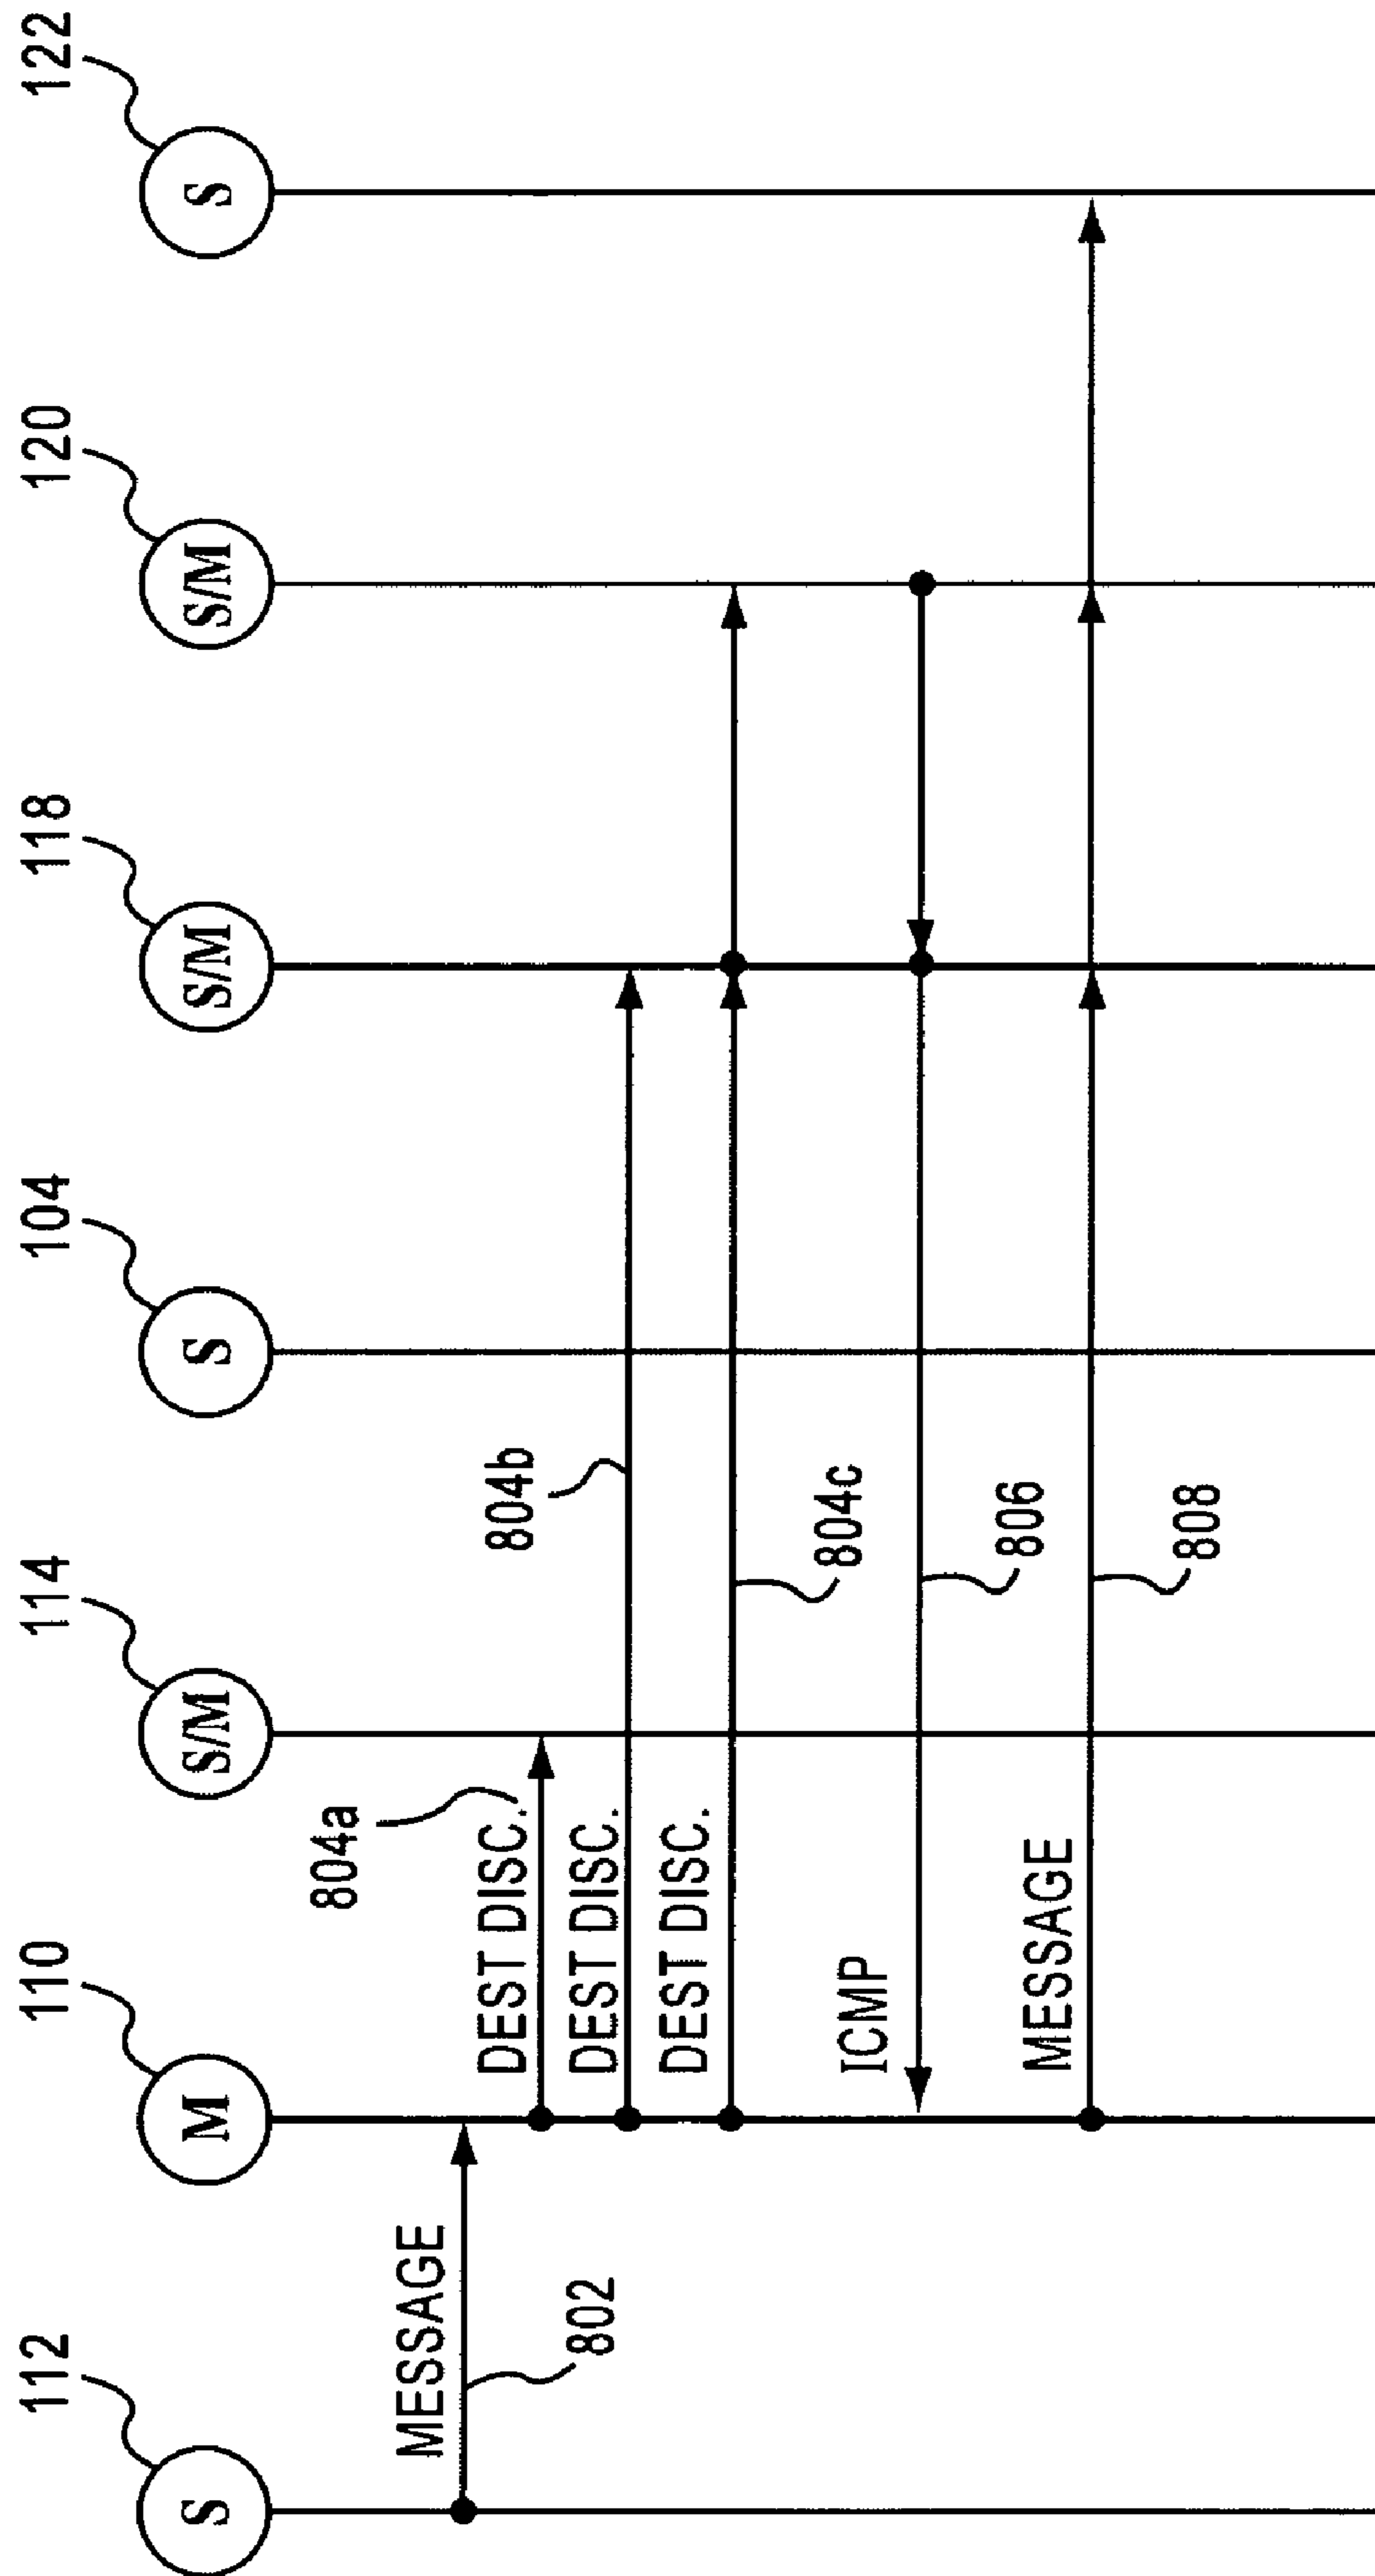 112
110
114
104
118
120
122
S
M
S/M
S
S/M
S/M
S
MESSAGE
802
804a
DEST DISC.
DEST DISC.
804b
DEST DISC.
804c
ICMP
806
MESSAGE
808